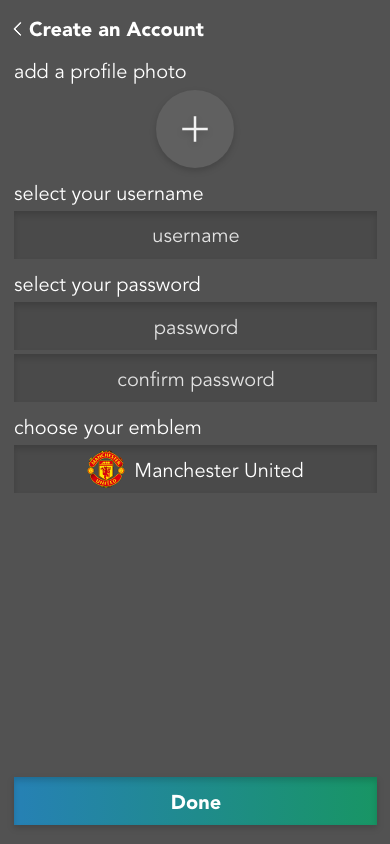 Create an Account
add a profile photo
select your username
username
select your password
password
confirm password
choose your emblem
MANCHESTER
UNITED
Manchester United
Done